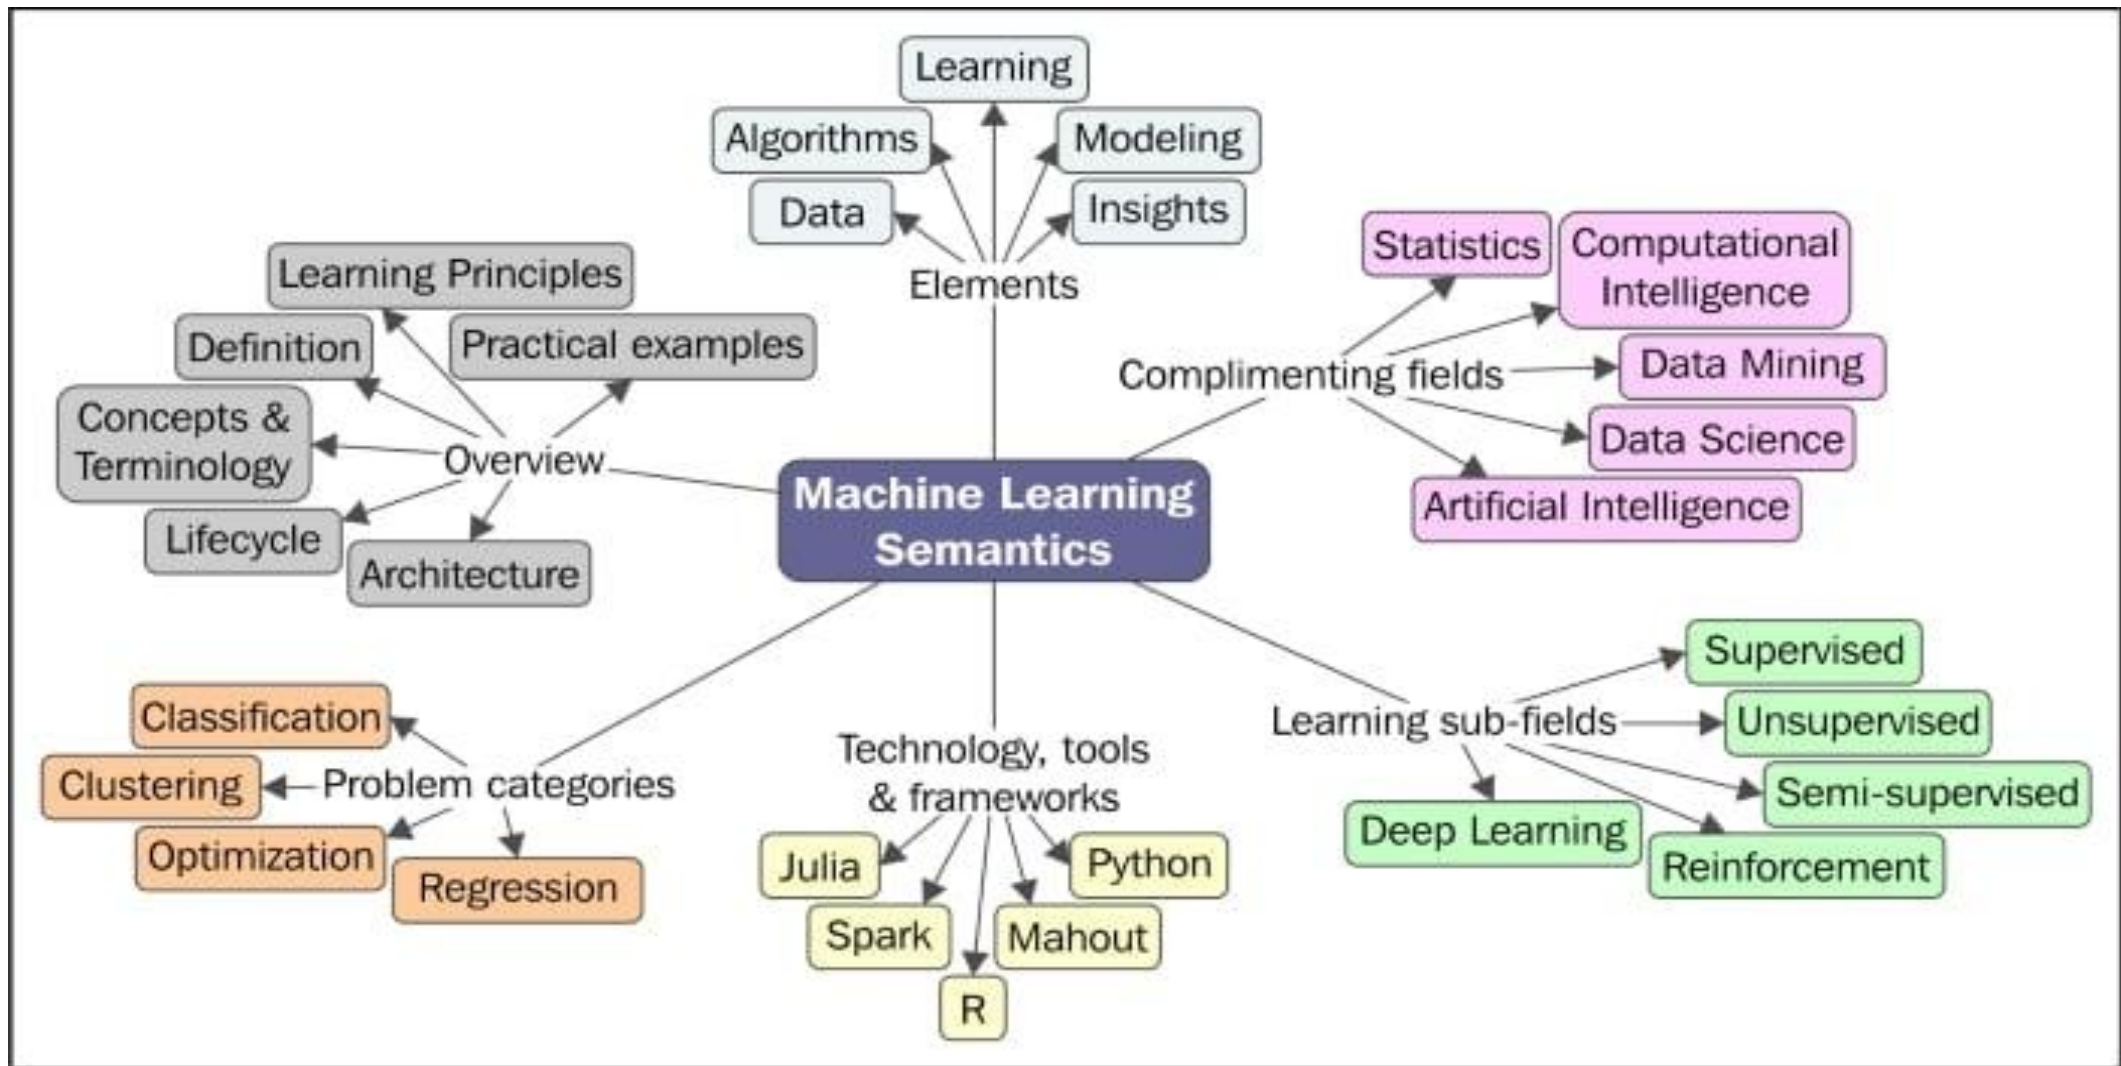 Learning
Algorithms
Modeling
Data
Insights
Elements
Statistics
Computational
Intelligence
Data Mining
Complimenting fields
Data Science
Artificial Intelligence
Learning Principles
Definition
Practical examples
Concepts &
Terminology
Overview
Lifecycle
Architecture
Machine Learning
Semantics
Classification
Clustering
Problem categories
Optimization
Regression
Technology, tools
& frameworks
Julia
Python
Spark
Mahout
R
Supervised
Learning sub-fields
Unsupervised
Semi-supervised
Deep Learning
Reinforcement